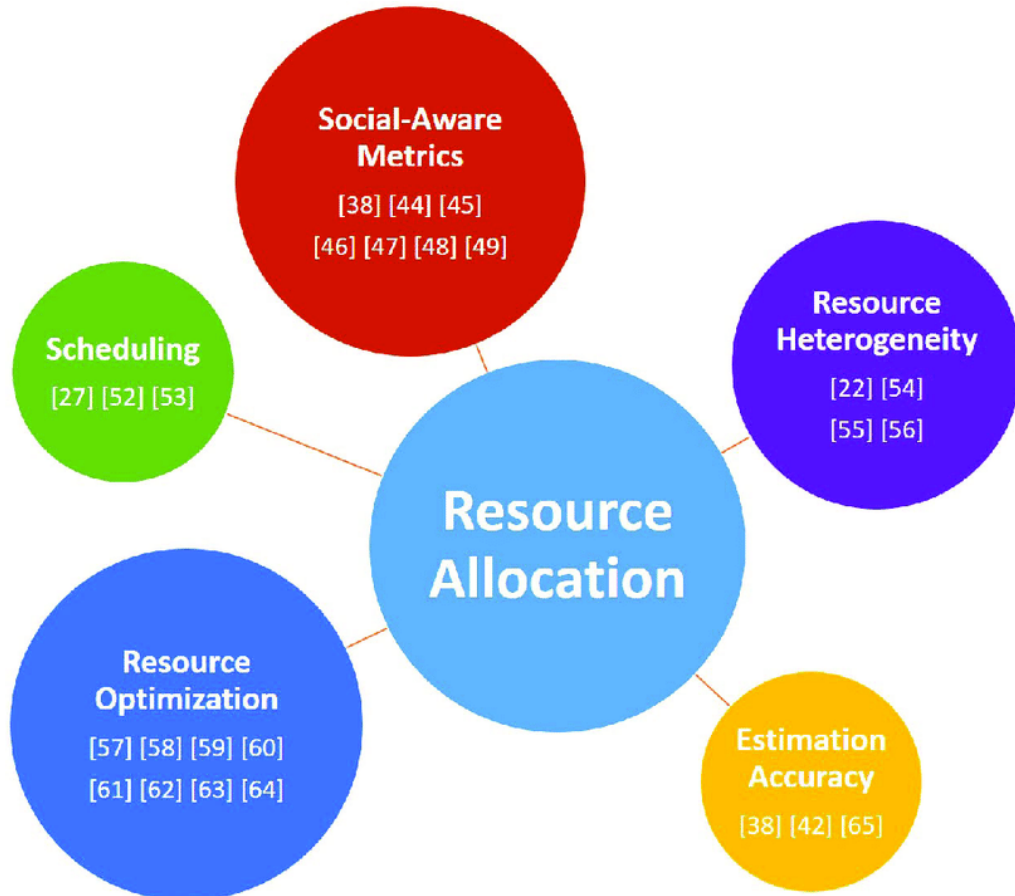 Social-Aware
Metrics
[38] [44] [45]
[46] [47] [48] [49]
Resource
Heterogeneity
[22] [54]
[55] [56]
Scheduling
[27] [52] [53]
Resource
Allocation
Resource
Optimization
[57] [58] [59] [60]
[61] [62] [63] [64]
Estimation
Accuracy
[38] [42] [65]